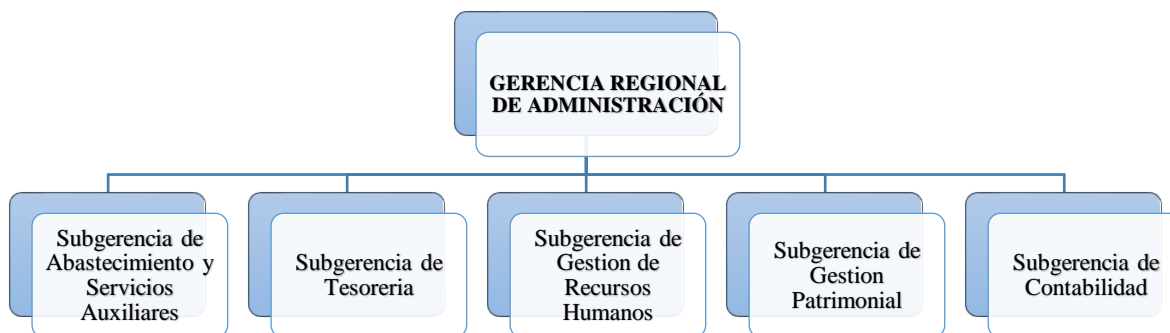 GERENCIA REGIONAL
DE ADMINISTRACIÓN
Subgerencia de
Abastecimiento y
Servicios
Auxiliares
Subgerencia de
Tesoreria
Subgerencia de
Gestion de
Recursos
Humanos
Subgerencia de
Gestion
Patrimonial
Subgerencia de
Contabilidad